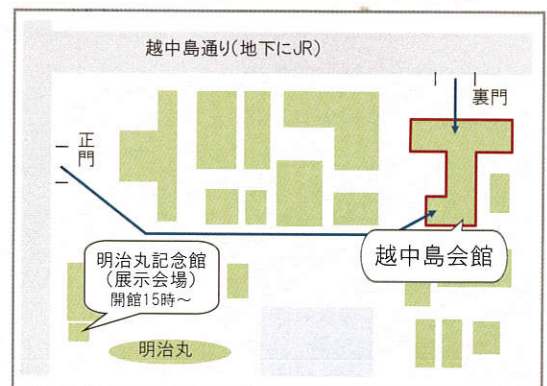 越中島通り(地下にJR)
裏門
正門
越中島会館
明治丸記念館
(展示会場)
開館15時~
明治丸